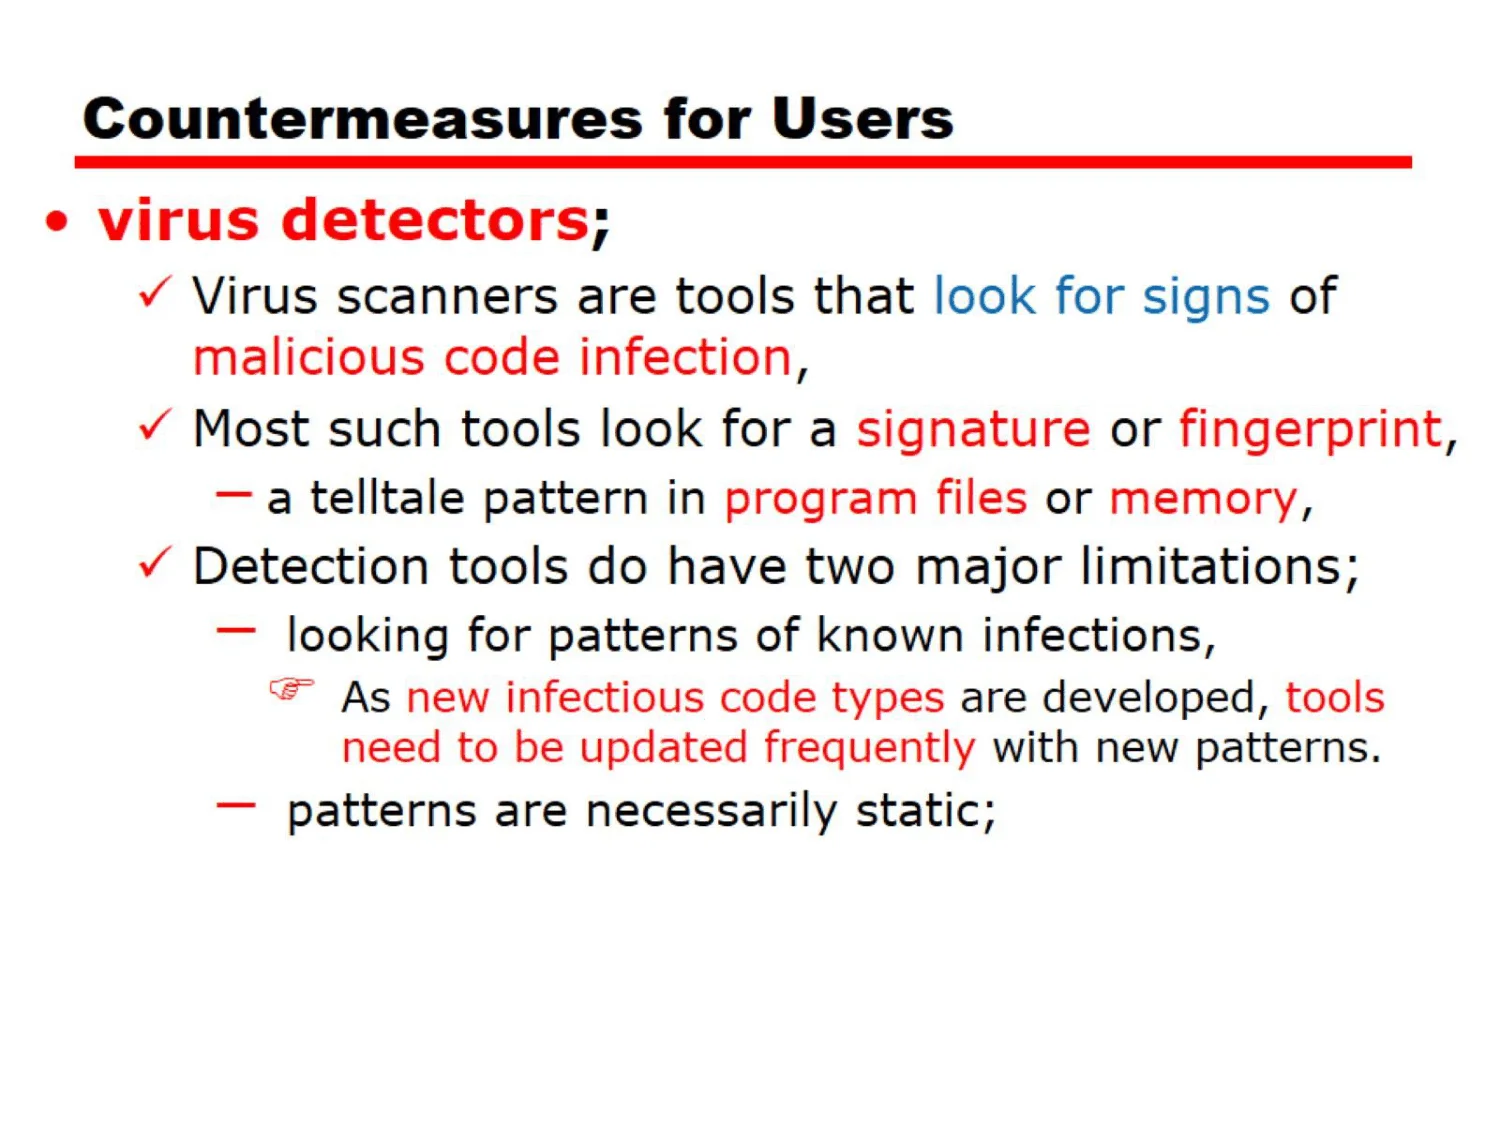 Countermeasures for Users
• virus detectors;
✓ Virus scanners are tools that look for signs of
malicious code infection,
✓ Most such tools look for a signature or fingerprint,
– a telltale pattern in program files or memory,
✓ Detection tools do have two major limitations;
– looking for patterns of known infections,
☞ As new infectious code types are developed, tools
need to be updated frequently with new patterns.
– patterns are necessarily static;